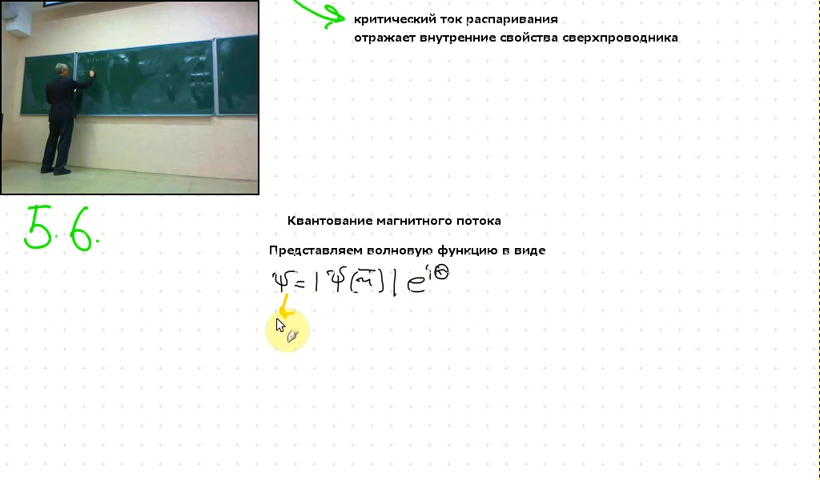 критический ток распаривания
отражает внутренние свойства сверхпроводника
5.6.
Квантование магнитного потока
Представляем волновую функцию в виде
Ψ = |Ψ(r̄)| e^{iΘ}